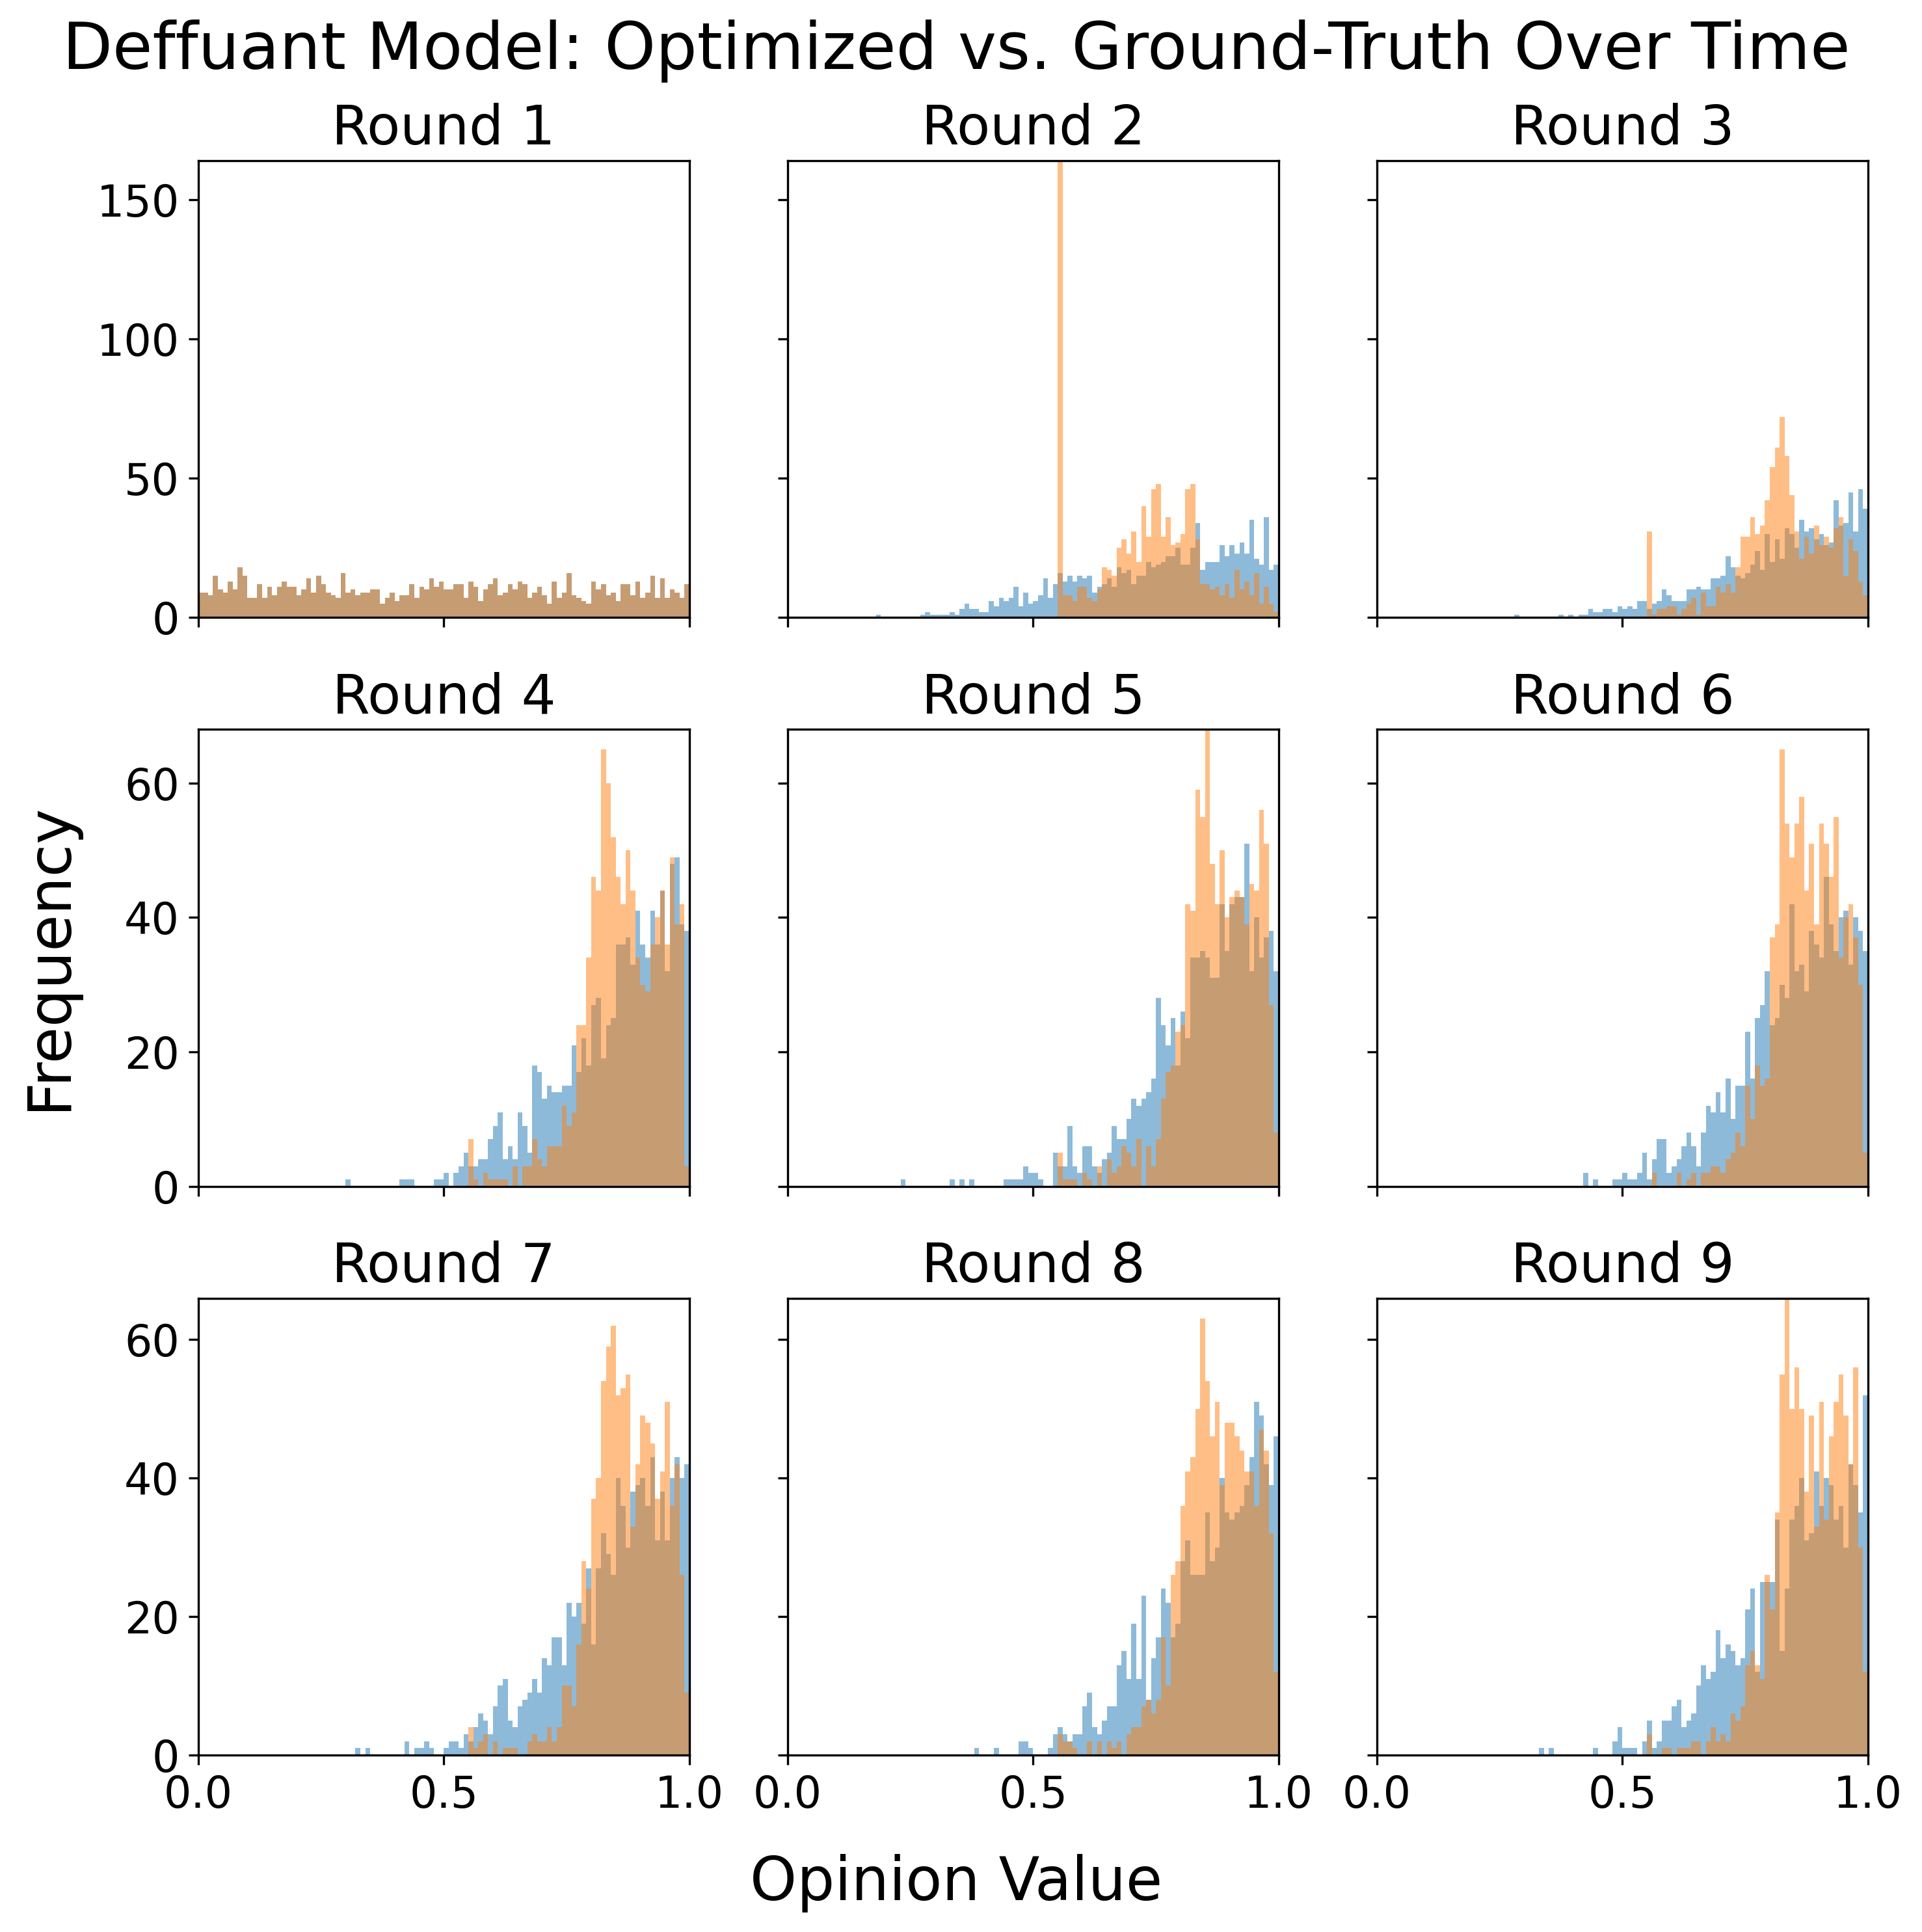 Deffuant Model: Optimized vs. Ground-Truth Over Time
Round 1
Round 2
Round 3
150
100
50
0
Round 4
Round 5
Round 6
60
40
20
0
Round 7
Round 8
Round 9
60
40
20
0
0.0 0.5 1.0 0.0 0.5 1.0 0.0 0.5 1.0
Frequency
Opinion Value